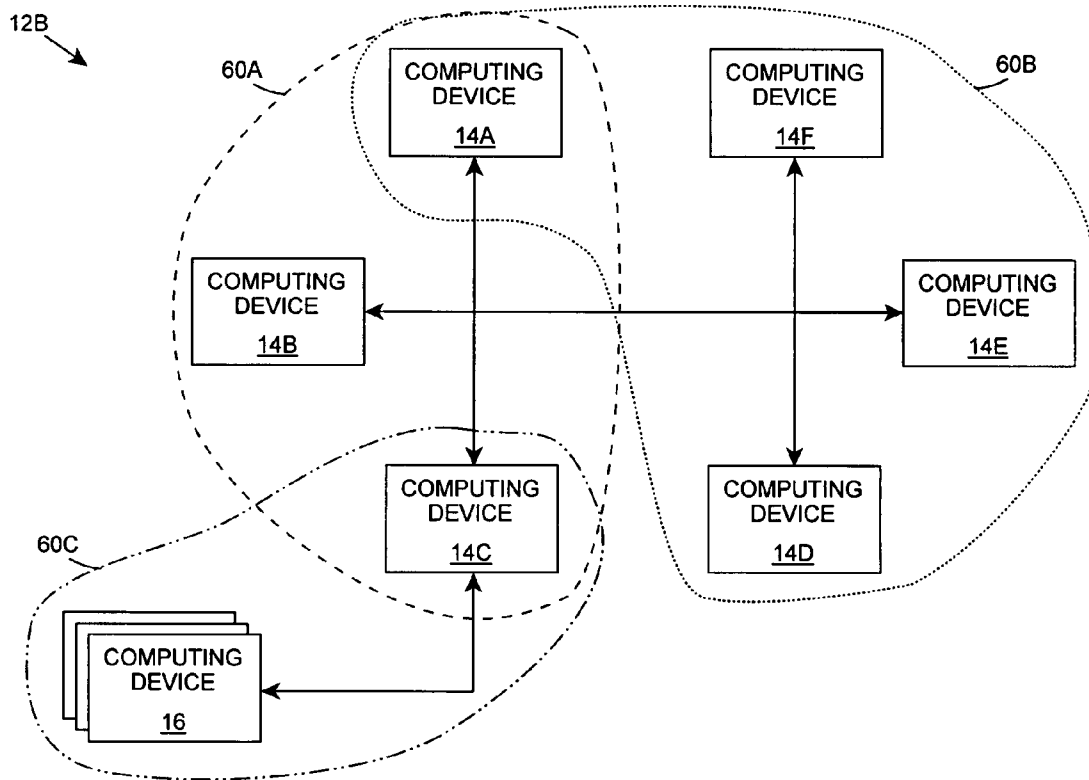 12B
60A
60B
COMPUTING
DEVICE
14A
COMPUTING
DEVICE
14F
COMPUTING
DEVICE
14B
COMPUTING
DEVICE
14E
COMPUTING
DEVICE
14C
COMPUTING
DEVICE
14D
60C
COMPUTING
DEVICE
16